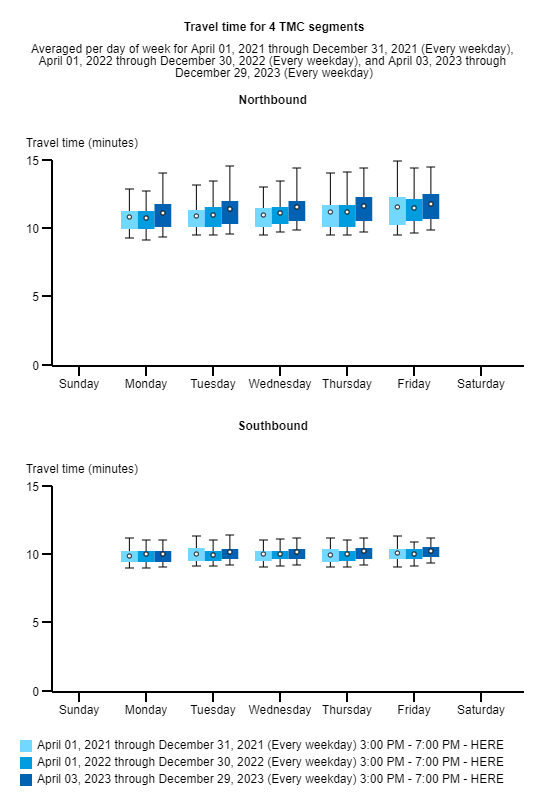 Travel time for 4 TMC segments
Averaged per day of week for April 01, 2021 through December 31, 2021 (Every weekday),
April 01, 2022 through December 30, 2022 (Every weekday), and April 03, 2023 through
December 29, 2023 (Every weekday)
Northbound
Travel time (minutes)
15
10
5
0
Sunday Monday Tuesday Wednesday Thursday Friday Saturday
Southbound
Travel time (minutes)
15
10
5
0
Sunday Monday Tuesday Wednesday Thursday Friday Saturday
April 01, 2021 through December 31, 2021 (Every weekday) 3:00 PM - 7:00 PM - HERE
April 01, 2022 through December 30, 2022 (Every weekday) 3:00 PM - 7:00 PM - HERE
April 03, 2023 through December 29, 2023 (Every weekday) 3:00 PM - 7:00 PM - HERE